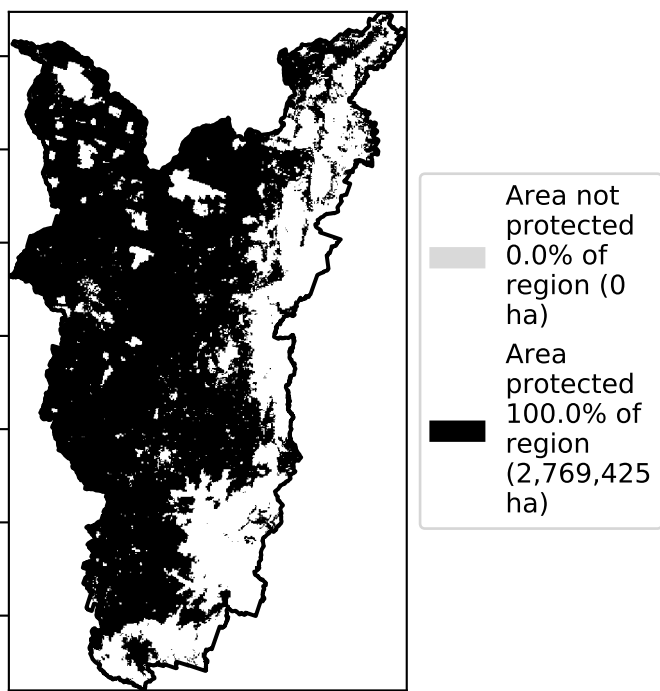 Area not
protected
0.0% of
region (0
ha)
Area
protected
100.0% of
region
(2,769,425
ha)